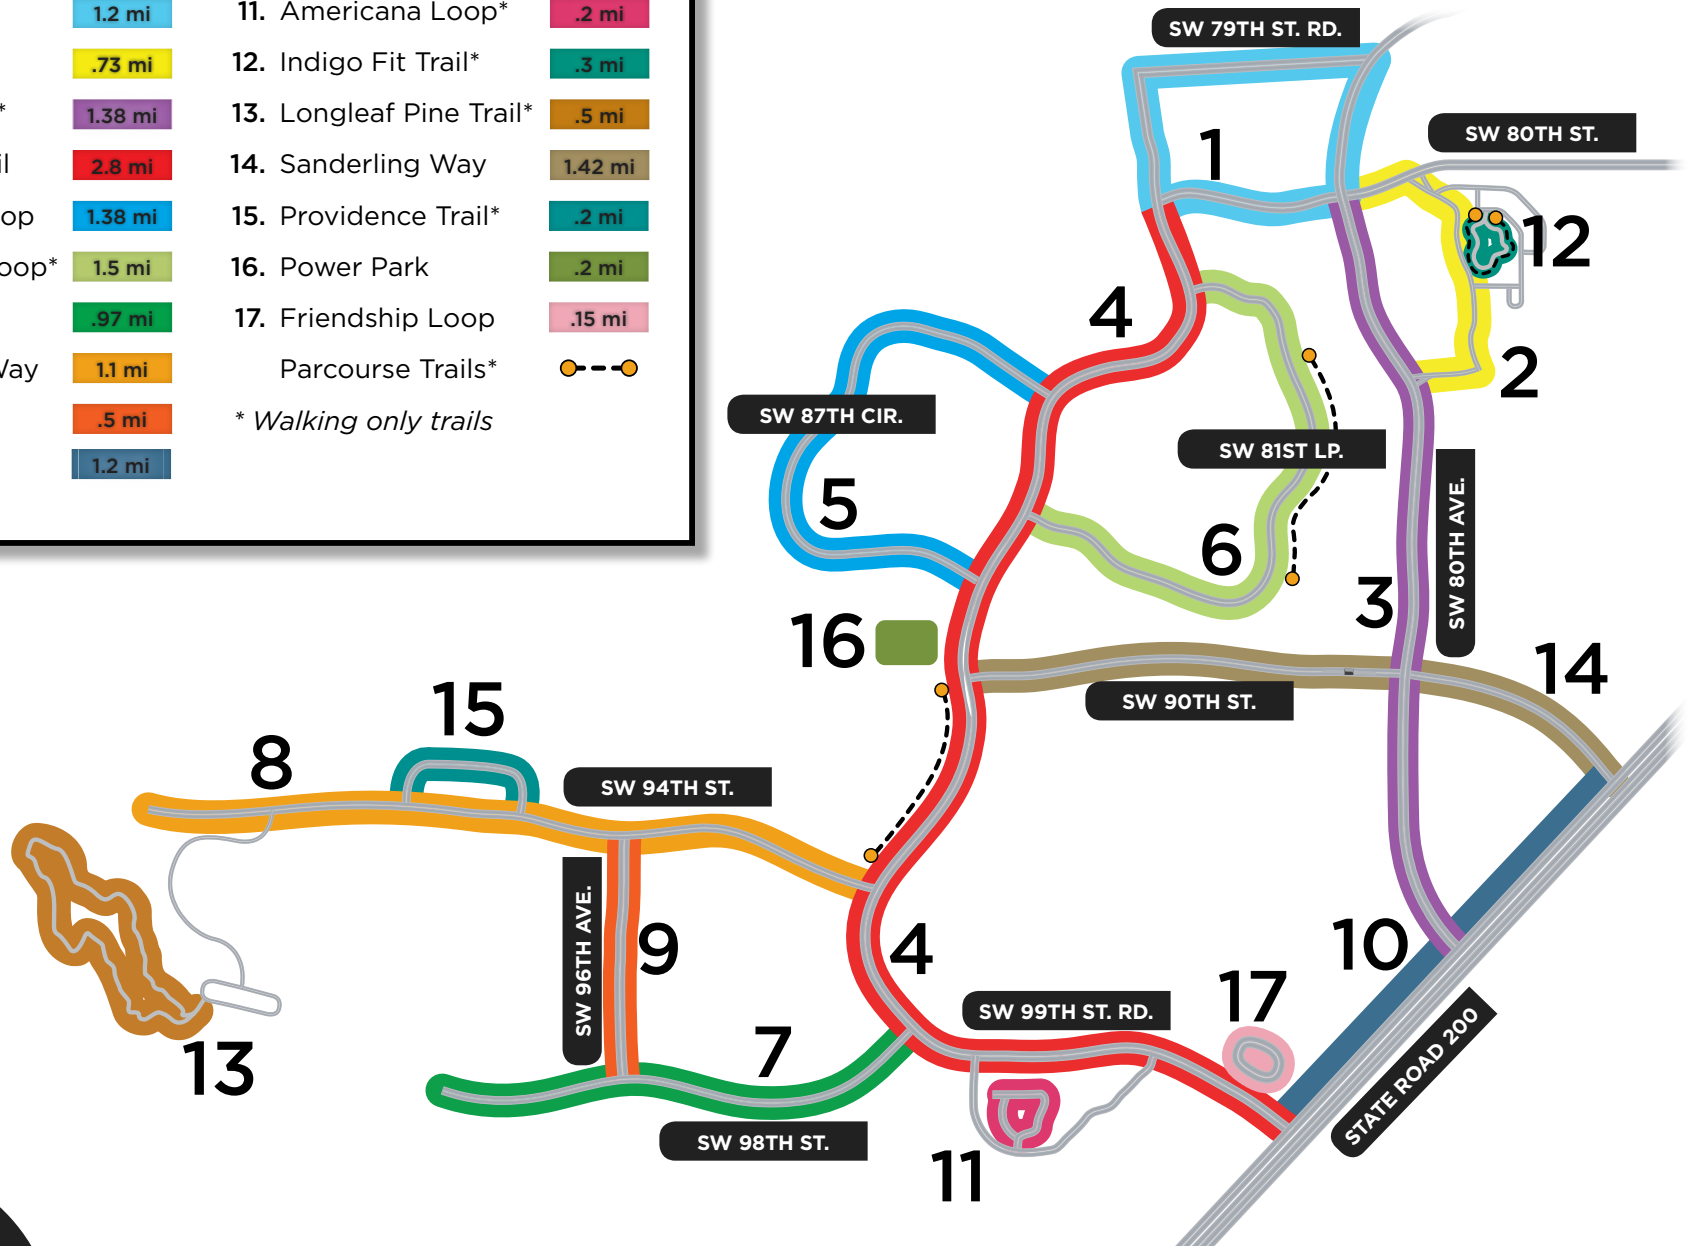 1.2 mi
.73 mi
* 1.38 mi
il 2.8 mi
op 1.38 mi
oop* 1.5 mi
.97 mi
Way 1.1 mi
.5 mi
1.2 mi
11. Americana Loop* .2 mi
12. Indigo Fit Trail* .3 mi
13. Longleaf Pine Trail* .5 mi
14. Sanderling Way 1.42 mi
15. Providence Trail* .2 mi
16. Power Park .2 mi
17. Friendship Loop .15 mi
Parcourse Trails*
* Walking only trails
SW 79TH ST. RD.
SW 80TH ST.
1
12
4
2
SW 87TH CIR.
SW 81ST LP.
5
6
3
SW 80TH AVE.
16
14
SW 90TH ST.
15
8
SW 94TH ST.
SW 96TH AVE.
9
4
10
17
SW 99TH ST. RD.
STATE ROAD 200
13
7
SW 98TH ST.
11